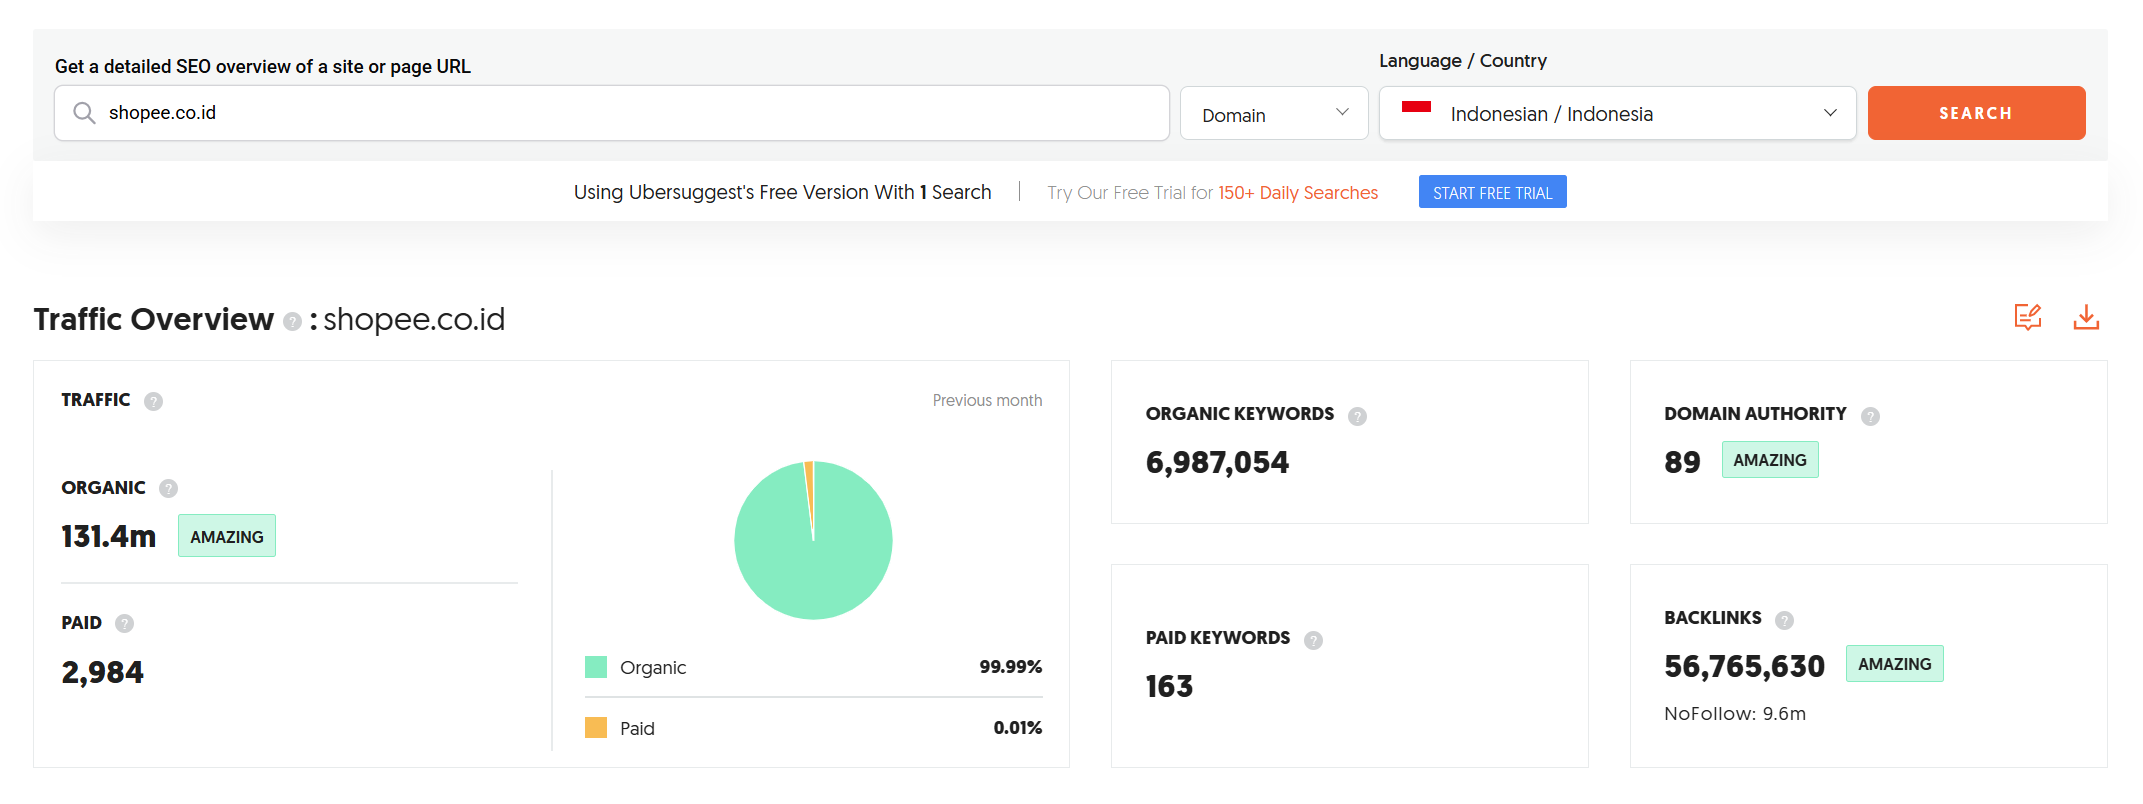 Get a detailed SEO overview of a site or page URL
Language / Country
shopee.co.id
Domain
Indonesian / Indonesia
SEARCH
Using Ubersuggest's Free Version With 1 Search
Try Our Free Trial for 150+ Daily Searches
START FREE TRIAL
Traffic Overview ? : shopee.co.id
TRAFFIC ?
Previous month
ORGANIC ?
131.4m AMAZING
PAID ?
2,984
Organic 99.99%
Paid 0.01%
ORGANIC KEYWORDS ?
6,987,054
DOMAIN AUTHORITY ?
89 AMAZING
PAID KEYWORDS ?
163
BACKLINKS ?
56,765,630 AMAZING
NoFollow: 9.6m